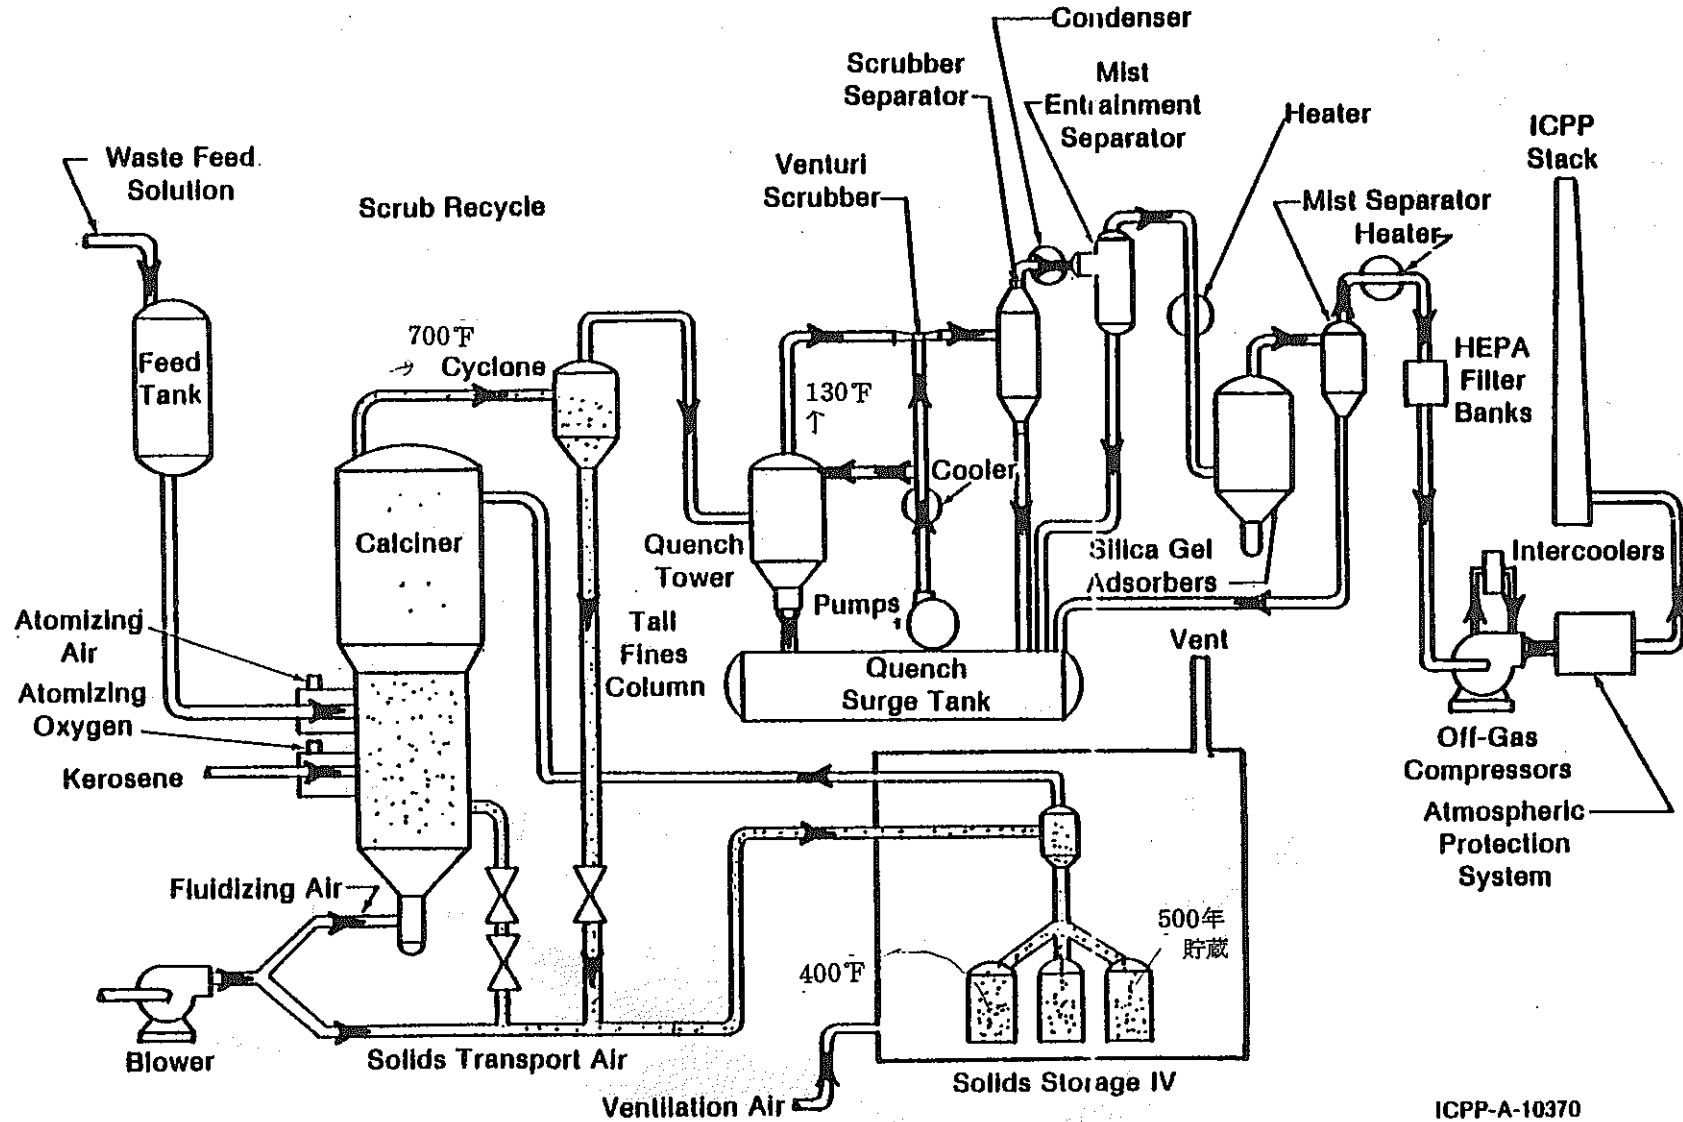 Condenser
Scrubber
Separator
Mist
Entrainment
Separator
Heater
ICPP
Stack
Waste Feed
Solution
Scrub Recycle
Venturi
Scrubber
Mist Separator
Heater
700°F
Cyclone
Feed
Tank
130°F
HEPA
Filter
Banks
Cooler
Calciner
Quench
Tower
Silica Gel
Adsorbers
Intercoolers
Pumps
Atomizing
Air
Tall
Fines
Column
Vent
Quench
Surge Tank
Atomizing
Oxygen
Kerosene
Off-Gas
Compressors
Atmospheric
Protection
System
Fluidizing Air
500年
貯蔵
400°F
Blower
Solids Transport Air
Solids Storage IV
Ventilation Air
ICPP-A-10370